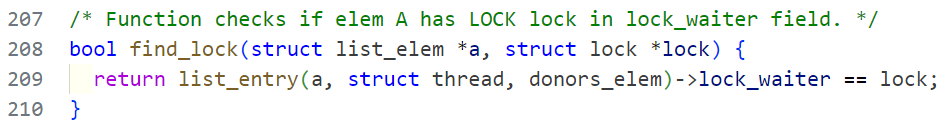 207 /* Function checks if elem A has LOCK lock in lock_waiter field. */
208 bool find_lock(struct list_elem *a, struct lock *lock) {
209   return list_entry(a, struct thread, donors_elem)->lock_waiter == lock;
210 }